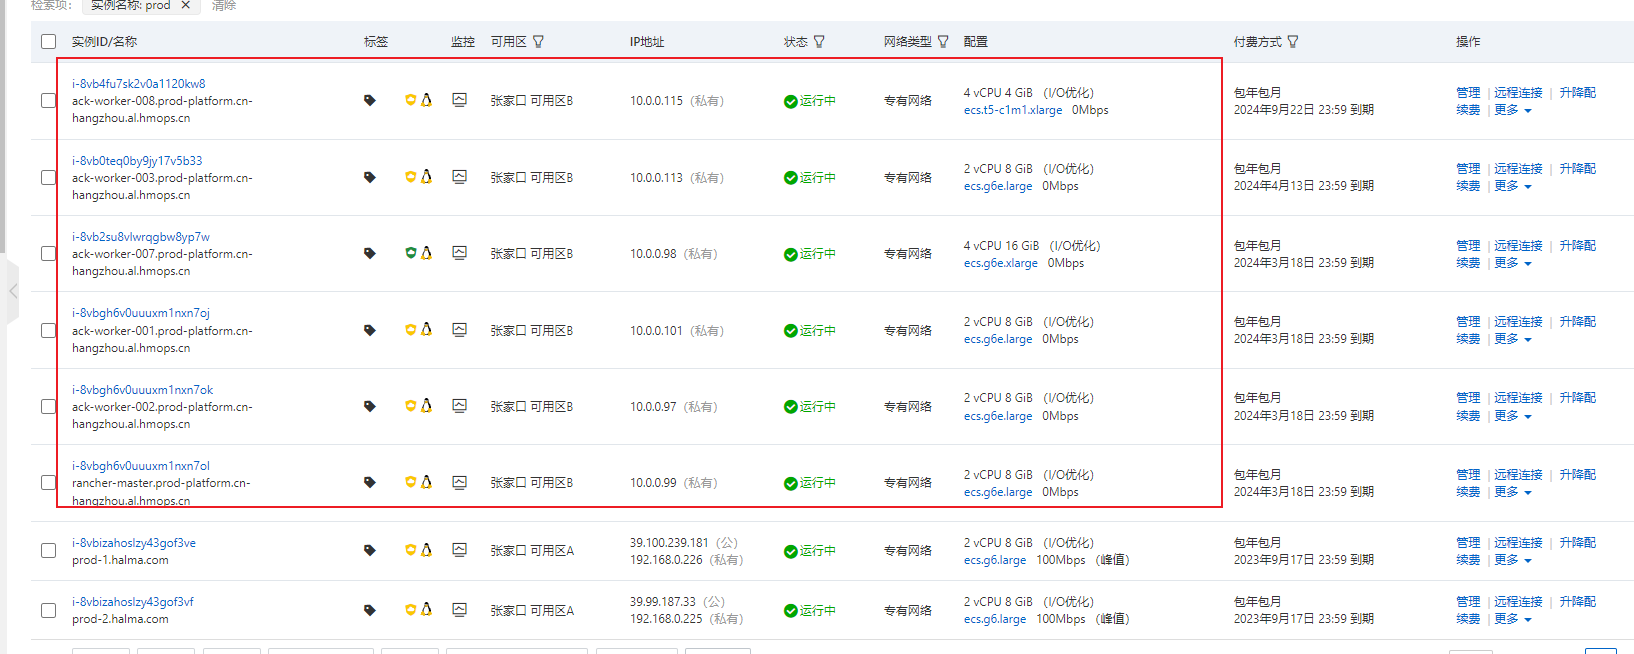 检索项: 实例名称: prod ✕ 清除
实例ID/名称 标签 监控 可用区 IP地址 状态 网络类型 配置 付费方式 操作
i-8vb4fu7sk2v0a1120kw8
ack-worker-008.prod-platform.cn-
hangzhou.al.hmops.cn
张家口 可用区B
10.0.0.115 (私有)
运行中
专有网络
4 vCPU 4 GiB (I/O优化)
ecs.t5-c1m1.xlarge 0Mbps
包年包月
2024年9月22日 23:59 到期
管理 | 远程连接 | 升降配
续费 | 更多
i-8vb0teq0by9jy17v5b33
ack-worker-003.prod-platform.cn-
hangzhou.al.hmops.cn
张家口 可用区B
10.0.0.113 (私有)
运行中
专有网络
2 vCPU 8 GiB (I/O优化)
ecs.g6e.large 0Mbps
包年包月
2024年4月13日 23:59 到期
管理 | 远程连接 | 升降配
续费 | 更多
i-8vb2su8vlwrqgbw8yp7w
ack-worker-007.prod-platform.cn-
hangzhou.al.hmops.cn
张家口 可用区B
10.0.0.98 (私有)
运行中
专有网络
4 vCPU 16 GiB (I/O优化)
ecs.g6e.xlarge 0Mbps
包年包月
2024年3月18日 23:59 到期
管理 | 远程连接 | 升降配
续费 | 更多
i-8vbgh6v0uuuxm1nxn7oj
ack-worker-001.prod-platform.cn-
hangzhou.al.hmops.cn
张家口 可用区B
10.0.0.101 (私有)
运行中
专有网络
2 vCPU 8 GiB (I/O优化)
ecs.g6e.large 0Mbps
包年包月
2024年3月18日 23:59 到期
管理 | 远程连接 | 升降配
续费 | 更多
i-8vbgh6v0uuuxm1nxn7ok
ack-worker-002.prod-platform.cn-
hangzhou.al.hmops.cn
张家口 可用区B
10.0.0.97 (私有)
运行中
专有网络
2 vCPU 8 GiB (I/O优化)
ecs.g6e.large 0Mbps
包年包月
2024年3月18日 23:59 到期
管理 | 远程连接 | 升降配
续费 | 更多
i-8vbgh6v0uuuxm1nxn7ol
rancher-master.prod-platform.cn-
hangzhou.al.hmops.cn
张家口 可用区B
10.0.0.99 (私有)
运行中
专有网络
2 vCPU 8 GiB (I/O优化)
ecs.g6e.large 0Mbps
包年包月
2024年3月18日 23:59 到期
管理 | 远程连接 | 升降配
续费 | 更多
i-8vbizahoslzy43gof3ve
prod-1.halma.com
张家口 可用区A
39.100.239.181 (公)
192.168.0.226 (私有)
运行中
专有网络
2 vCPU 8 GiB (I/O优化)
ecs.g6.large 100Mbps (峰值)
包年包月
2023年9月17日 23:59 到期
管理 | 远程连接 | 升降配
续费 | 更多
i-8vbizahoslzy43gof3vf
prod-2.halma.com
张家口 可用区A
39.99.187.33 (公)
192.168.0.225 (私有)
运行中
专有网络
2 vCPU 8 GiB (I/O优化)
ecs.g6.large 100Mbps (峰值)
包年包月
2023年9月17日 23:59 到期
管理 | 远程连接 | 升降配
续费 | 更多